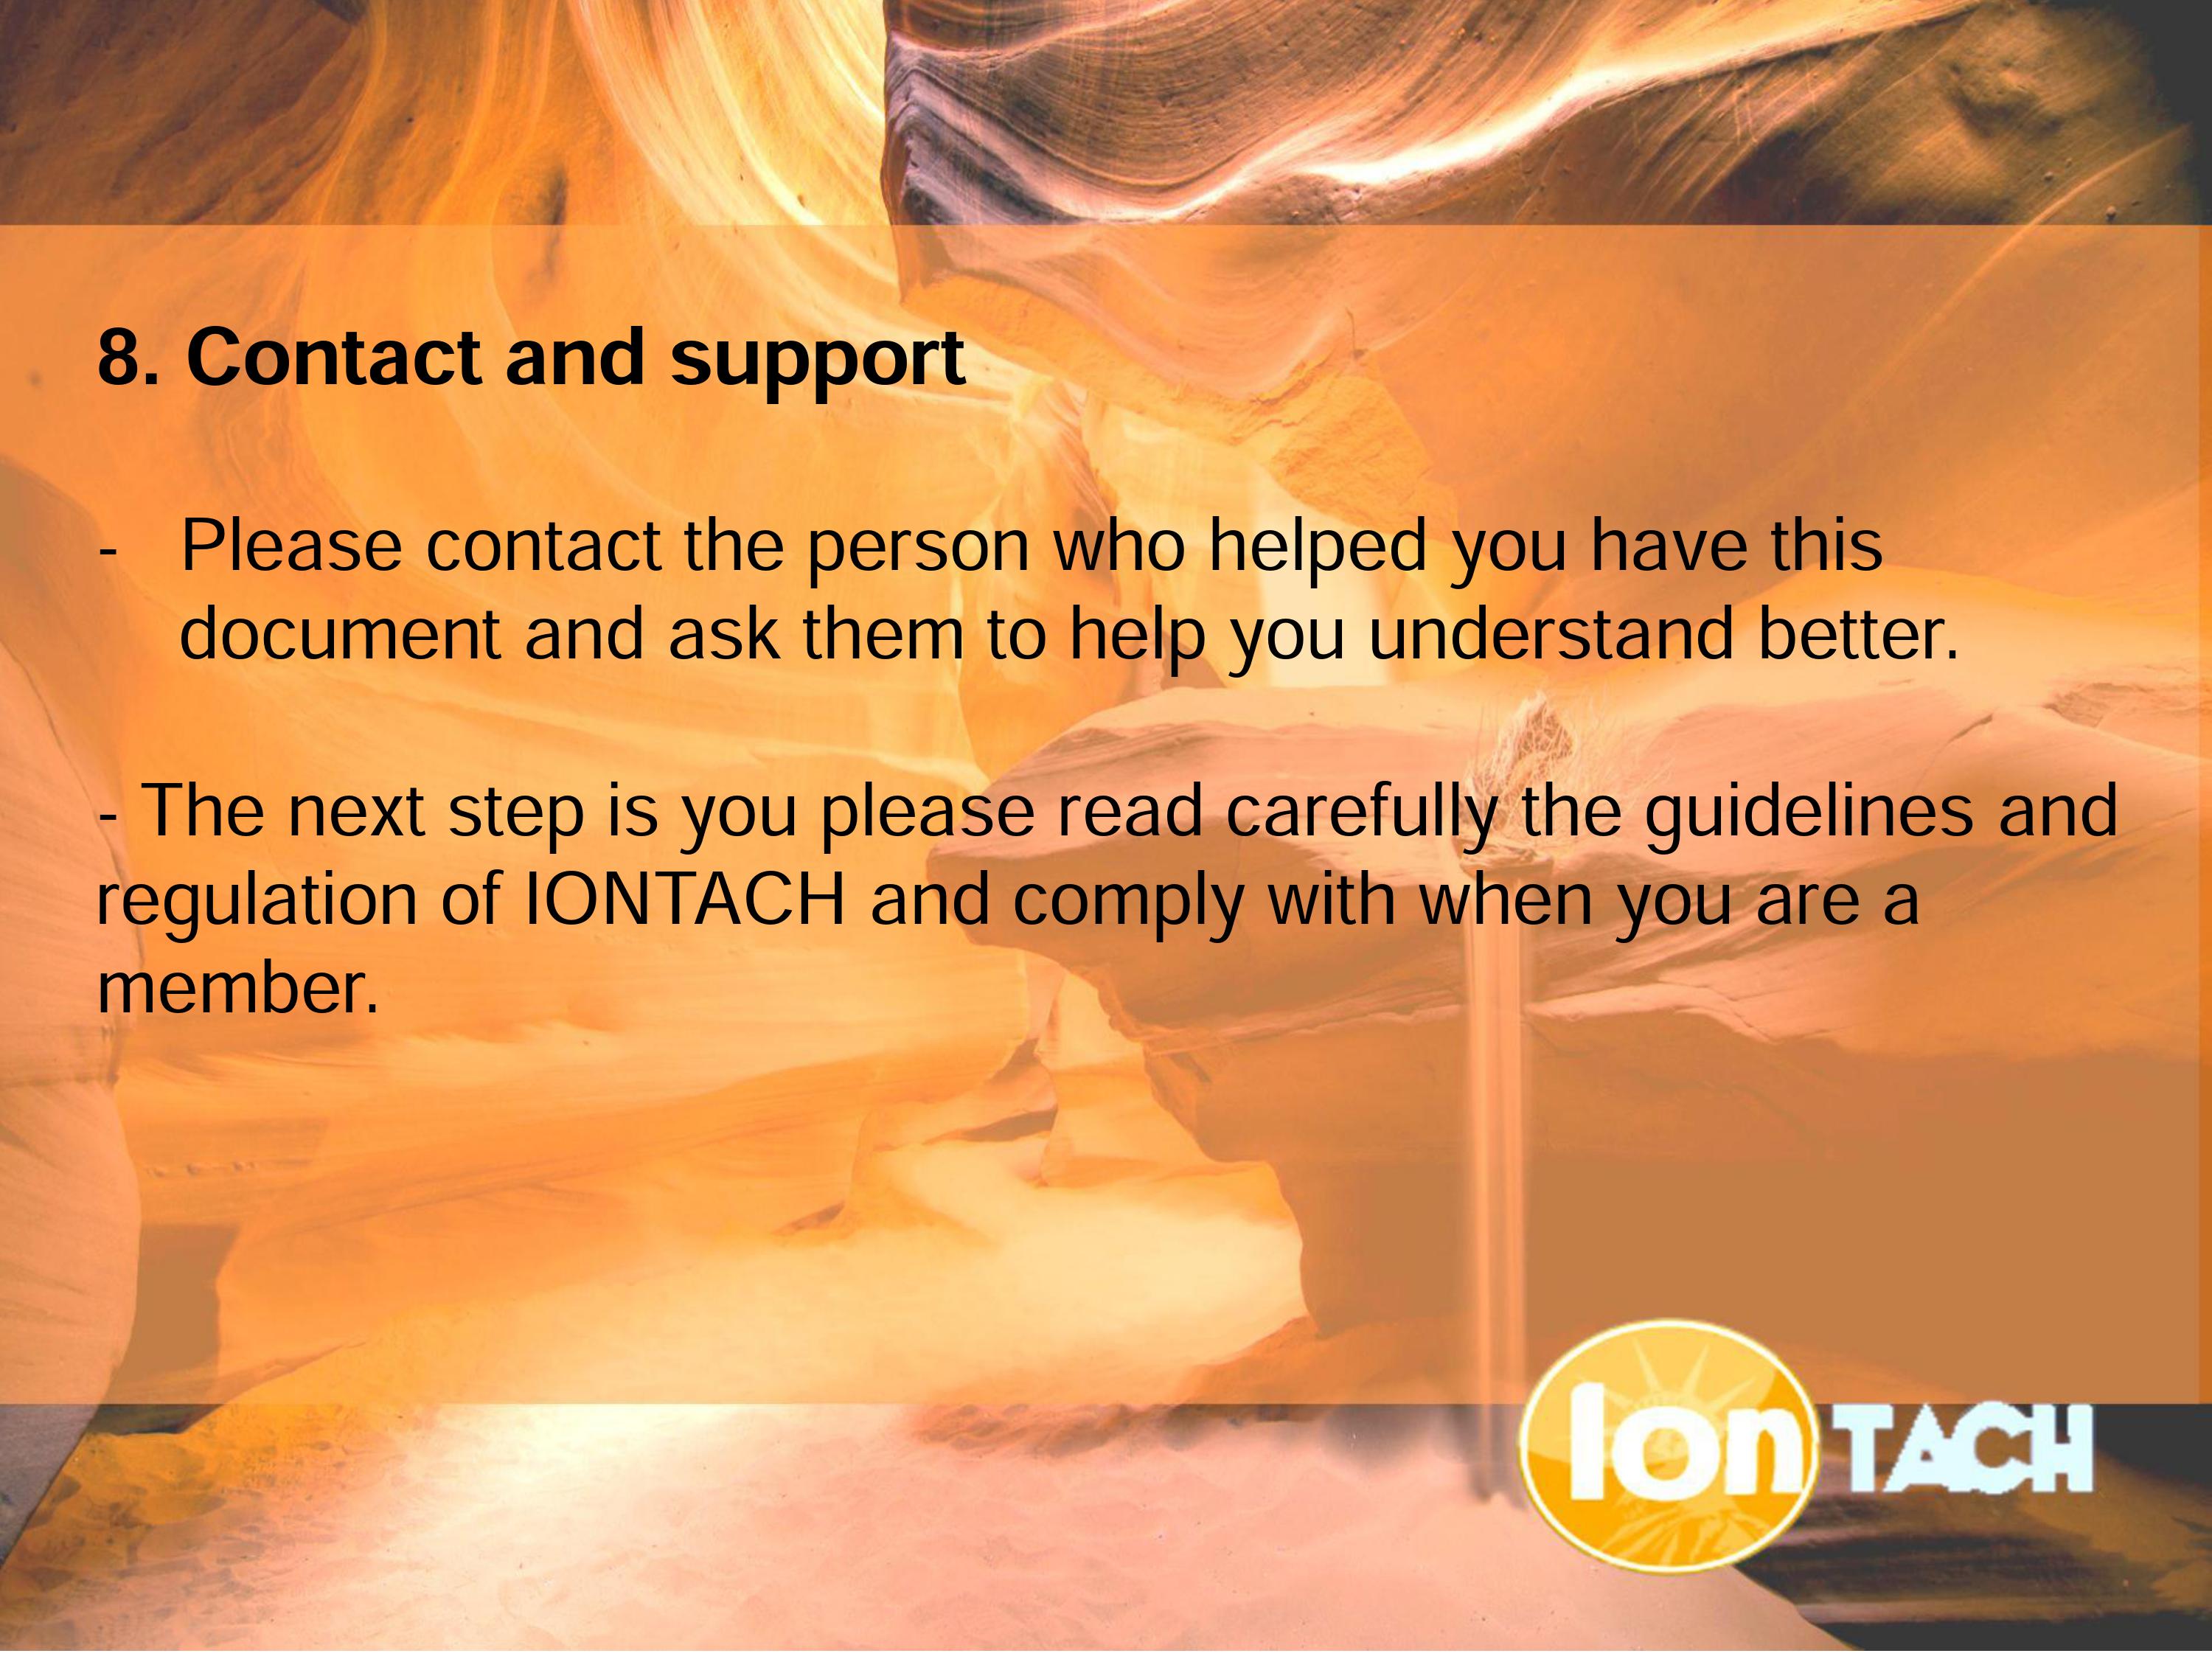 8. Contact and support
- Please contact the person who helped you have this
document and ask them to help you understand better.
- The next step is you please read carefully the guidelines and
regulation of IONTACH and comply with when you are a
member.
Ion TACH